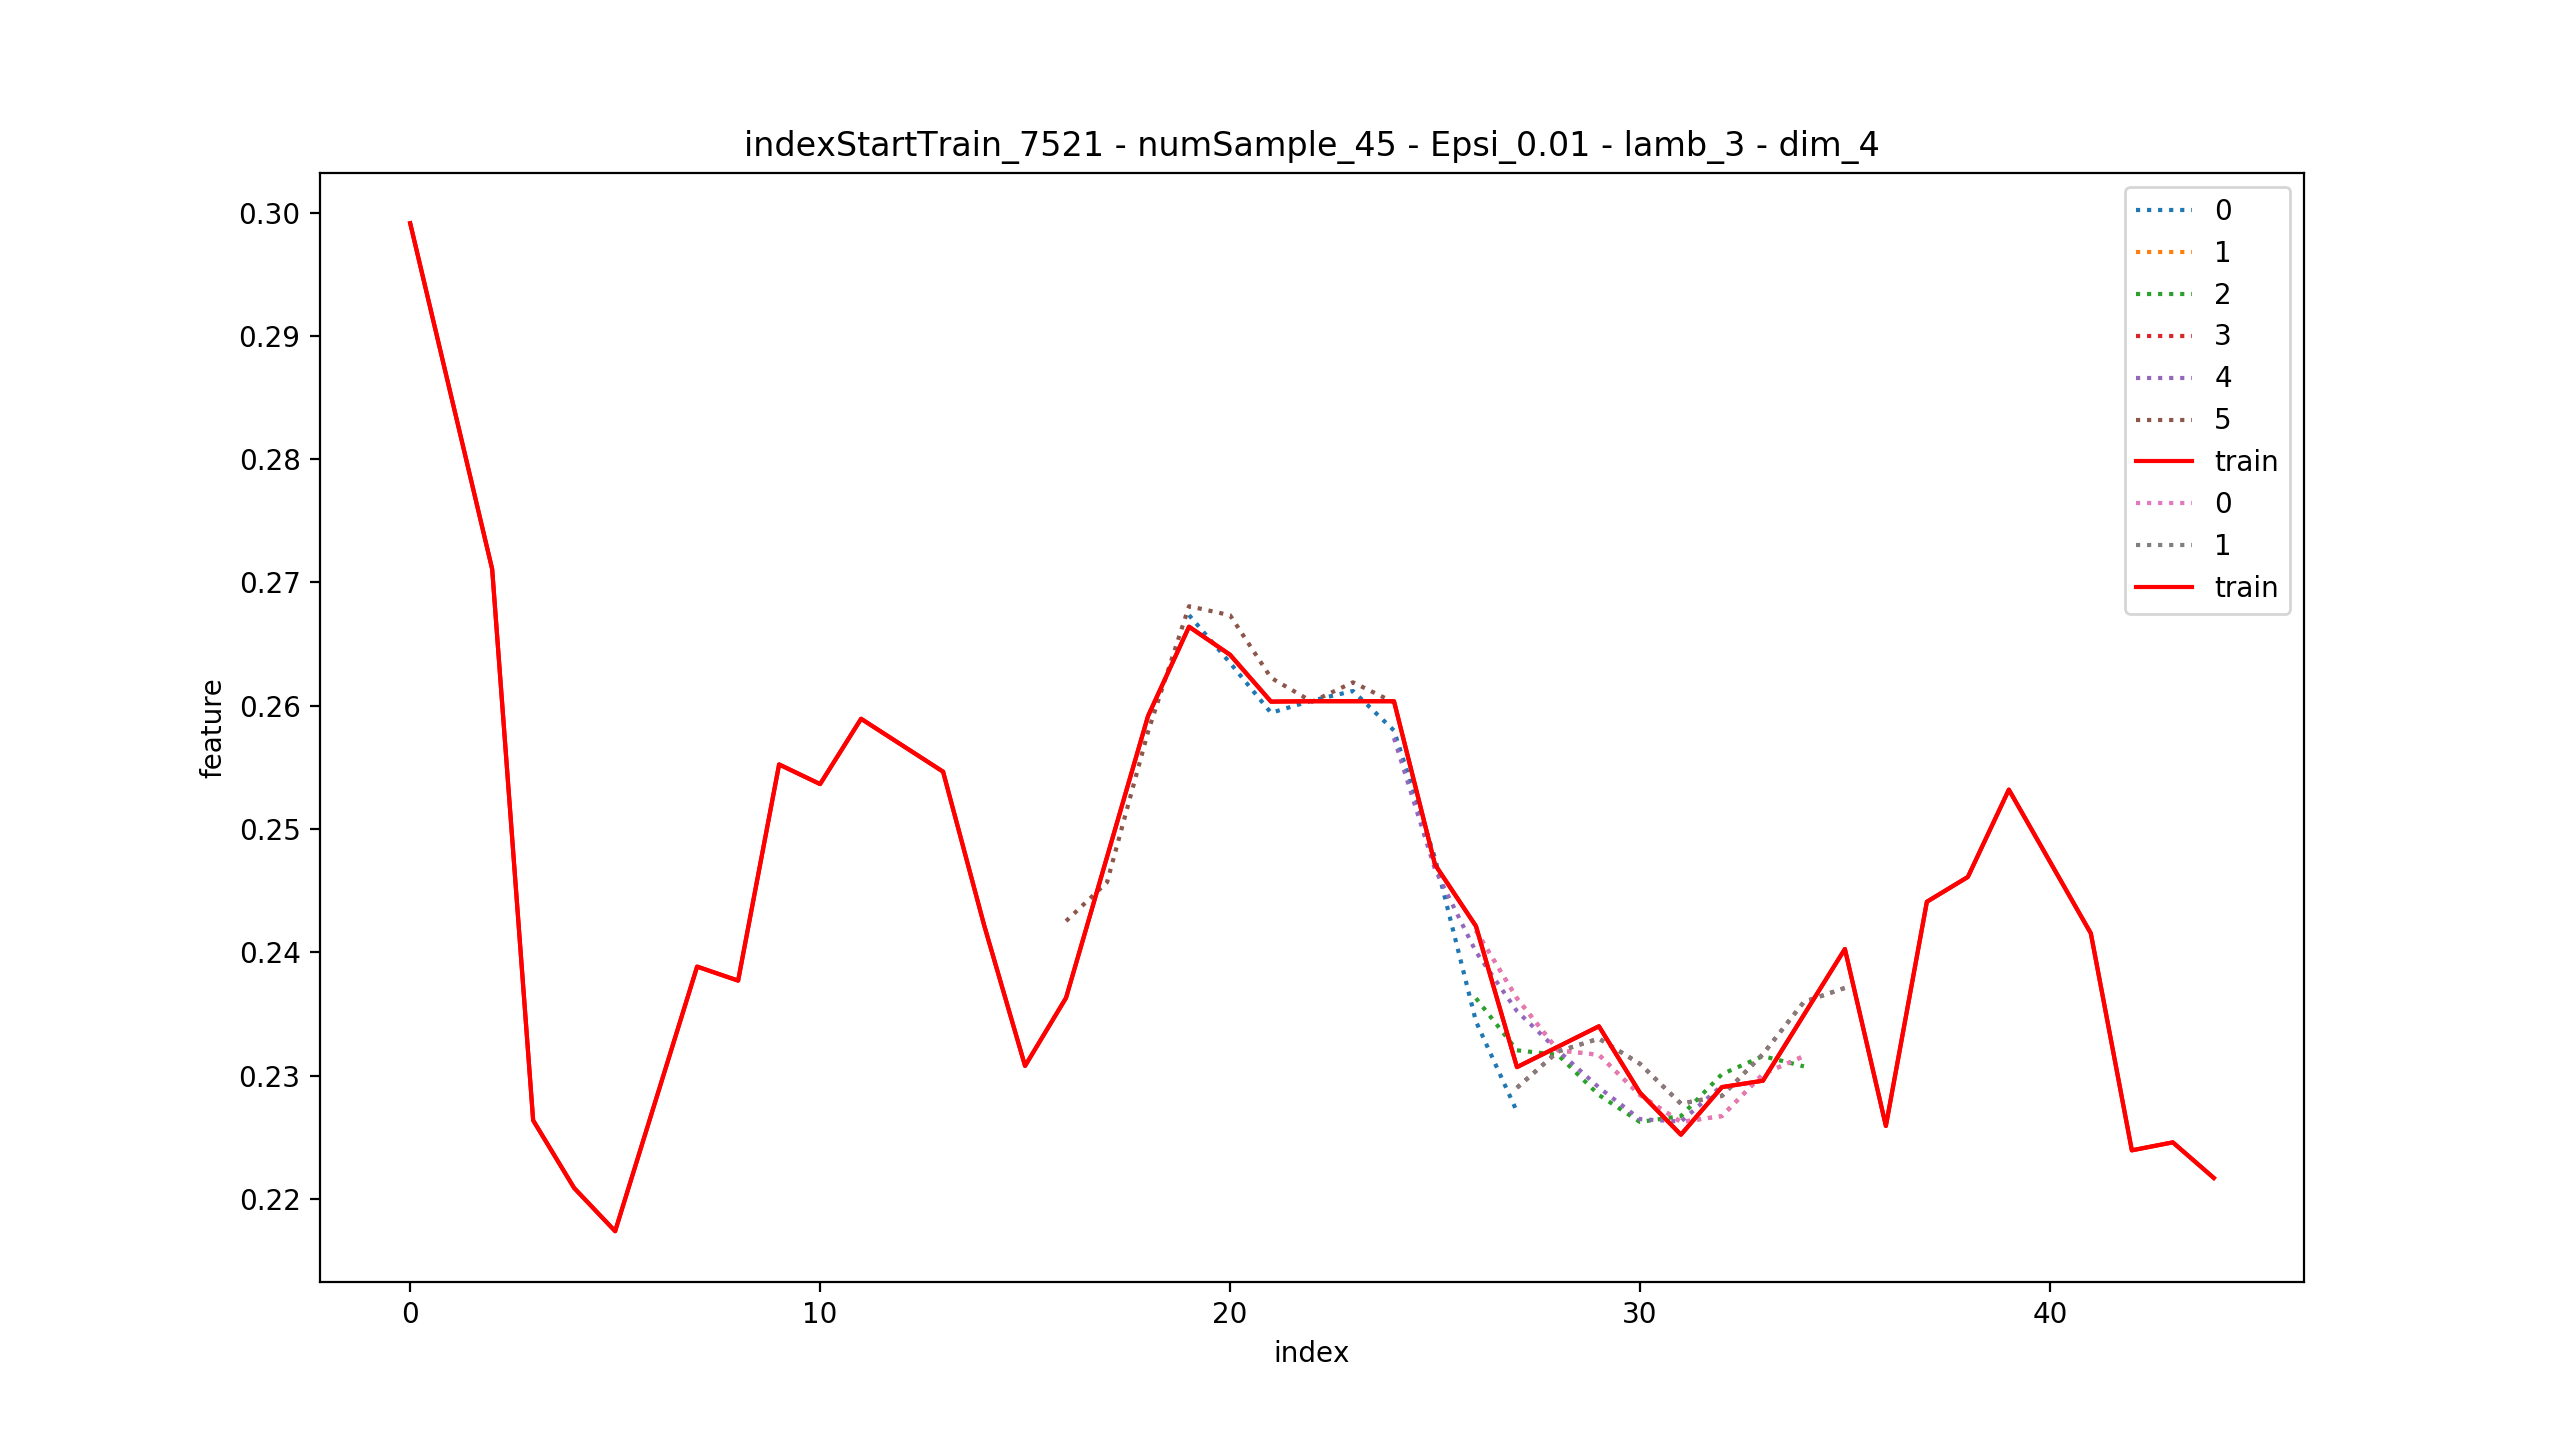 indexStartTrain_7521 - numSample_45 - Epsi_0.01 - lamb_3 - dim_4
0.30
0.29
0.28
0.27
0.26
0.25
0.24
0.23
0.22
feature
0
1
2
3
4
5
train
0
1
train
0 10 20 30 40
index